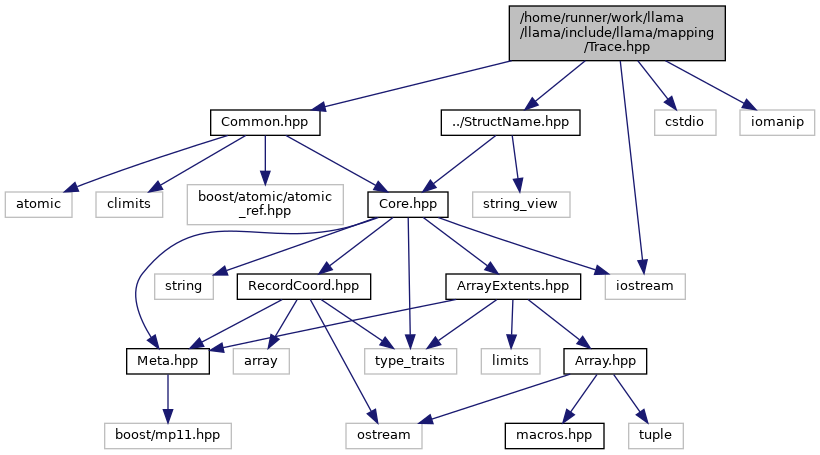 /home/runner/work/llama
/llama/include/llama/mapping
/Trace.hpp
Common.hpp
../StructName.hpp
cstdio
iomanip
atomic
climits
boost/atomic/atomic
_ref.hpp
Core.hpp
string_view
string
RecordCoord.hpp
ArrayExtents.hpp
iostream
Meta.hpp
array
type_traits
limits
Array.hpp
boost/mp11.hpp
ostream
macros.hpp
tuple